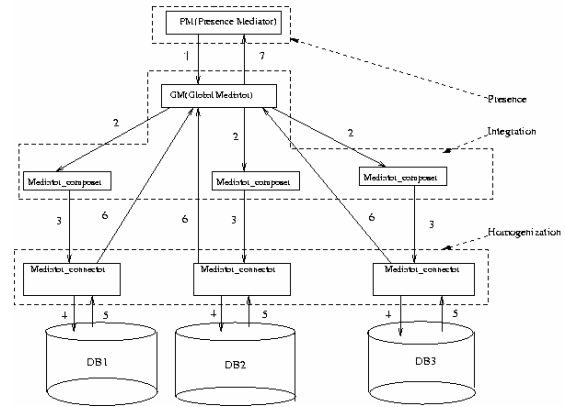 PM(Presence Mediator)
1
7
GM(Global Mediator)
Presence
Integration
2
2
2
Mediator_composer
Mediator_composer
Mediator_composer
3
6
6
3
6
3
Homogenization
Mediator_connector
Mediator_connector
Mediator_connector
4
5
4
5
4
5
DB1
DB2
DB3